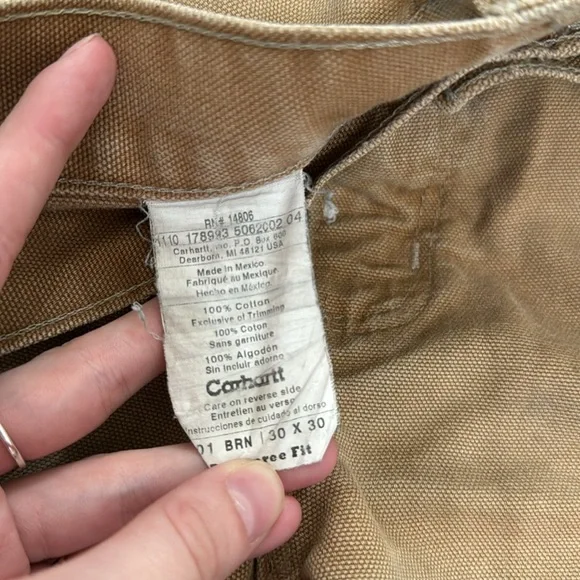 RN# 14806
178993 5062002 04
Carhartt, Inc. P.O. Box 600
Dearborn, MI 48121 USA
Made in Mexico
Fabriqué au Mexique
Hecho en México
100% Cotton
Exclusive of Trimming
100% Coton
Sans garniture
100% Algodón
Sin incluir adorno
Carhartt
Care on reverse side
Entretien au verso
Instrucciones de cuidado al dorso
BRN 30 X 30
Fit